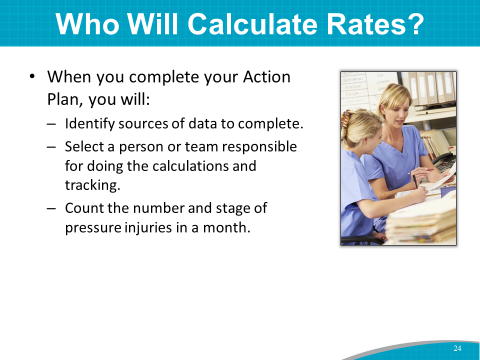 Who Will Calculate Rates?
• When you complete your Action
Plan, you will:
– Identify sources of data to complete.
– Select a person or team responsible
for doing the calculations and
tracking.
– Count the number and stage of
pressure injuries in a month.
24